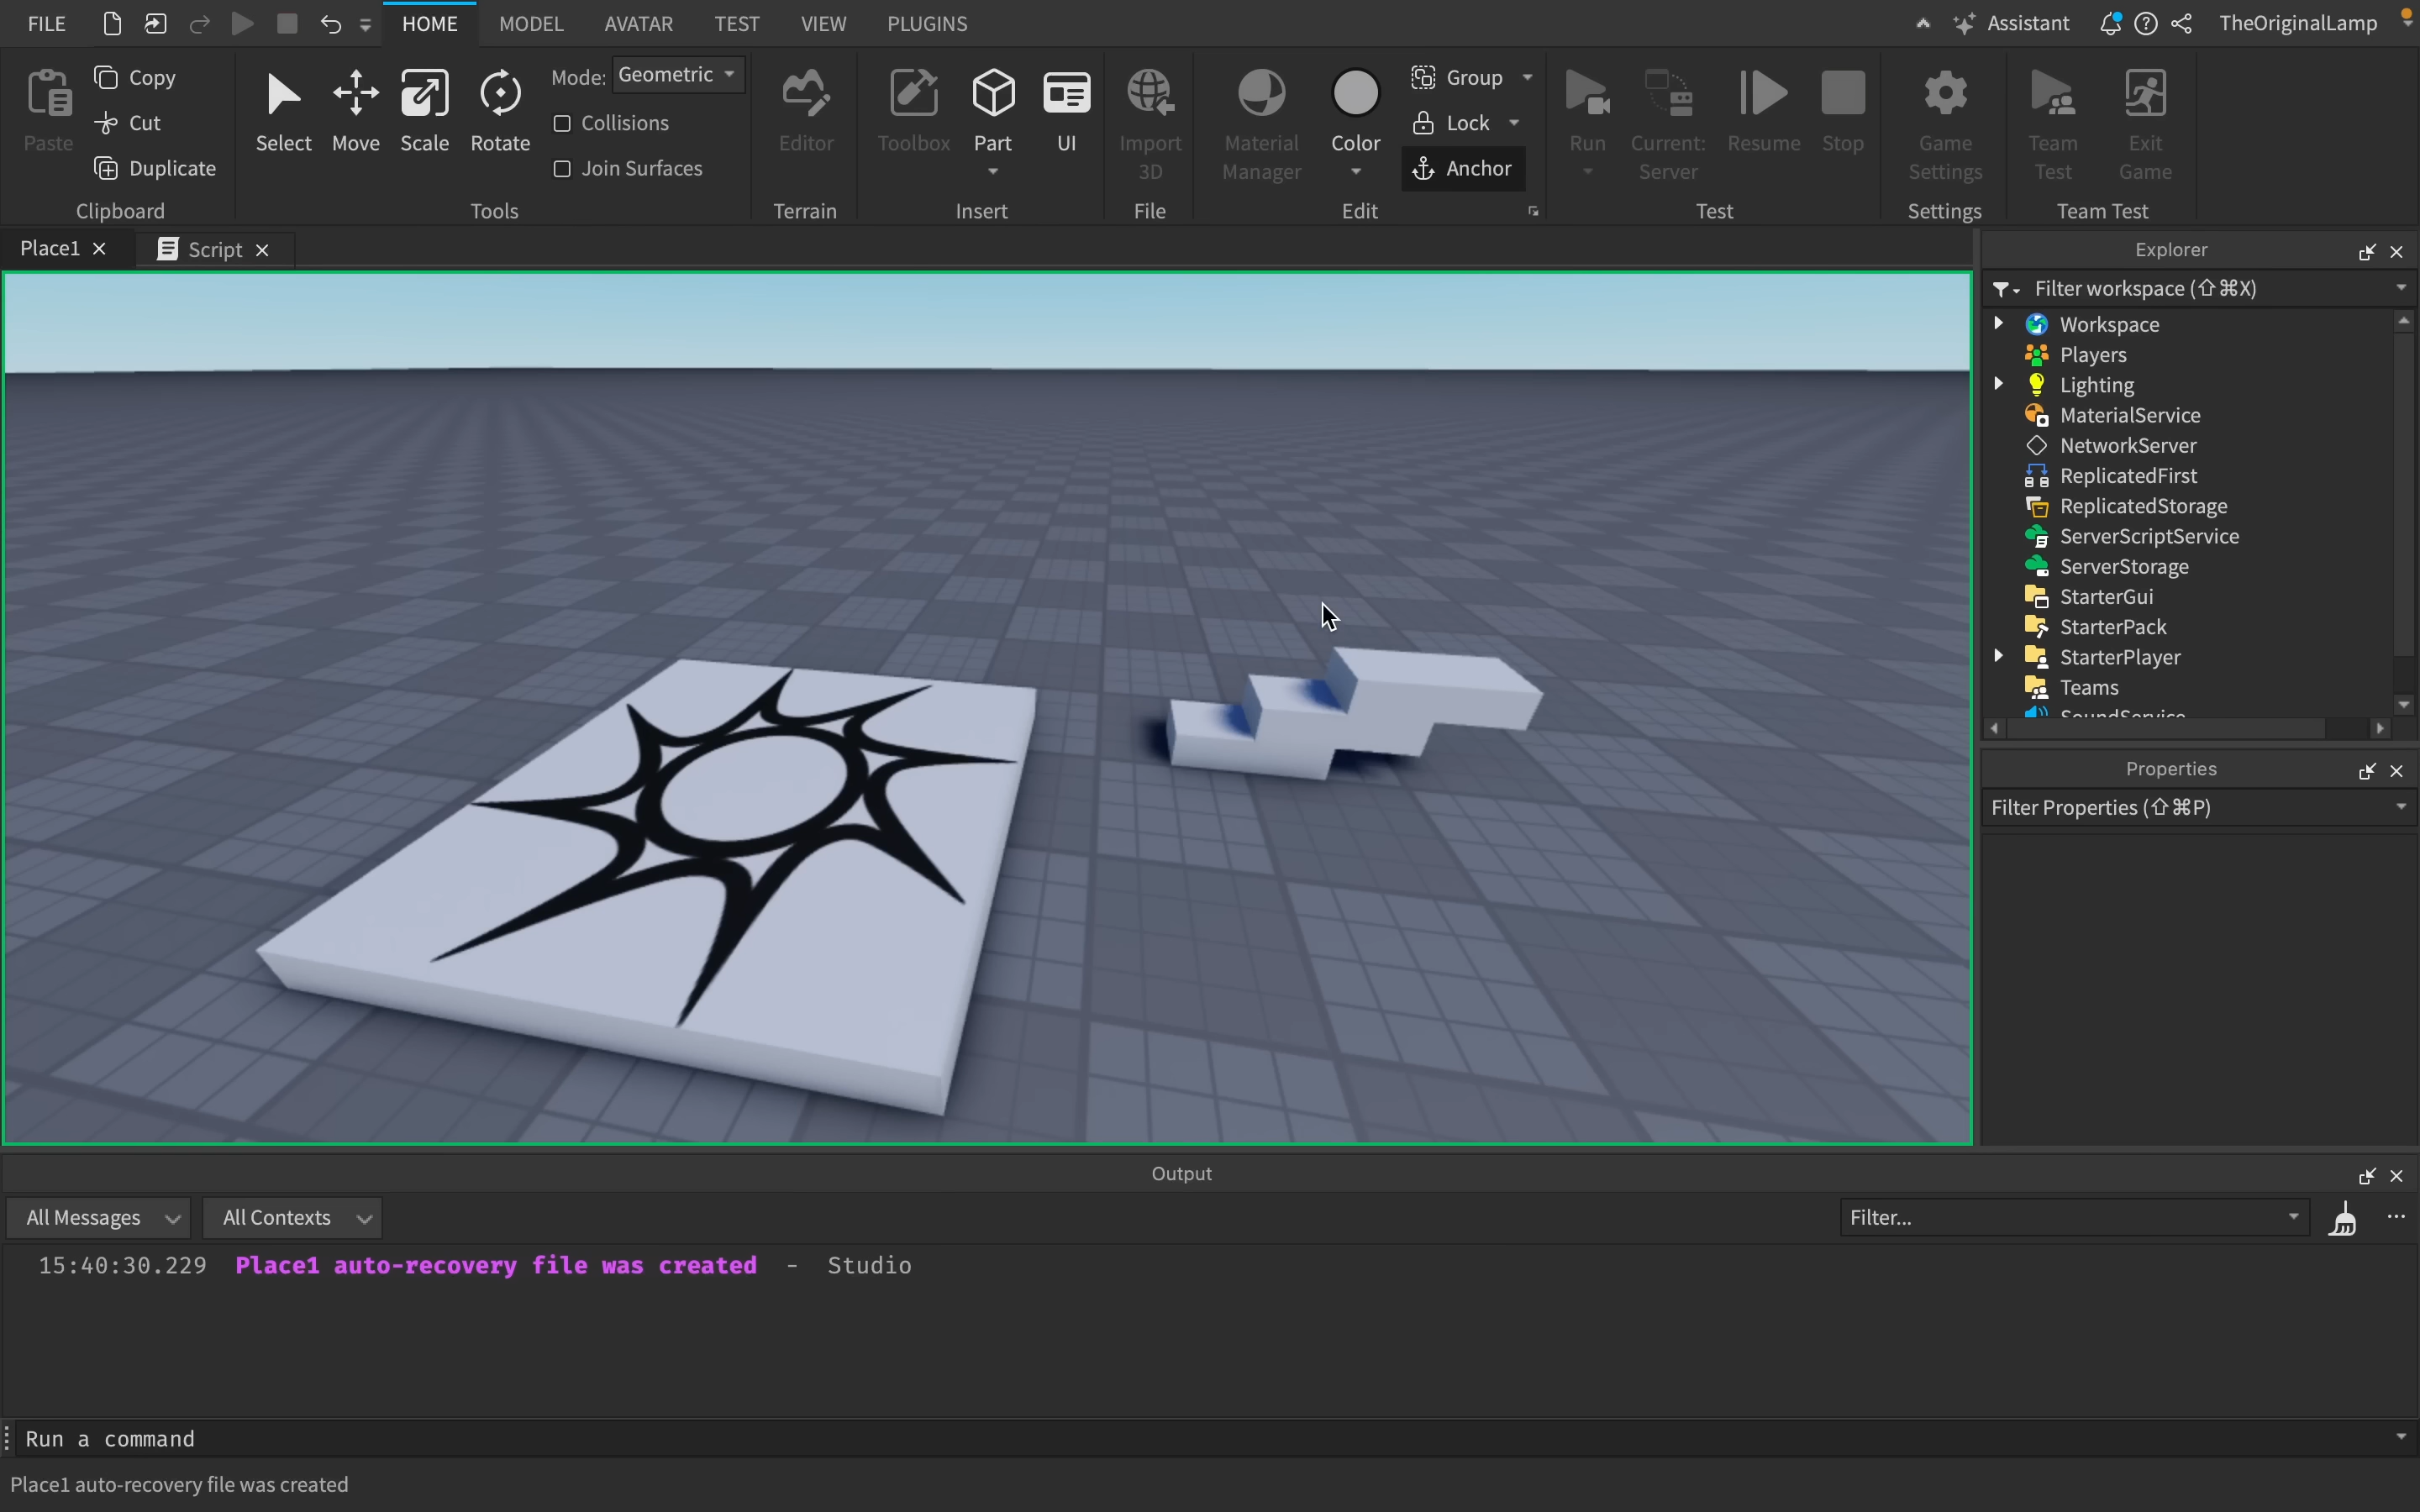 FILE HOME MODEL AVATAR TEST VIEW PLUGINS Assistant TheOriginalLamp
Paste
Copy
Cut
Duplicate
Clipboard
Select Move Scale Rotate
Mode: Geometric
Collisions
Join Surfaces
Tools
Editor
Terrain
Toolbox Part UI
Insert
Import
3D
File
Material
Manager
Color
Group
Lock
Anchor
Edit
Run Current:
Server Resume Stop
Test
Game
Settings
Settings
Team
Test
Exit
Game
Team Test
Place1 Script
Explorer
Filter workspace (⇧⌘X)
Workspace
Players
Lighting
MaterialService
NetworkServer
ReplicatedFirst
ReplicatedStorage
ServerScriptService
ServerStorage
StarterGui
StarterPack
StarterPlayer
Teams
SoundService
Properties
Filter Properties (⇧⌘P)
Output
All Messages All Contexts Filter...
15:40:30.229 Place1 auto-recovery file was created - Studio
Run a command
Place1 auto-recovery file was created